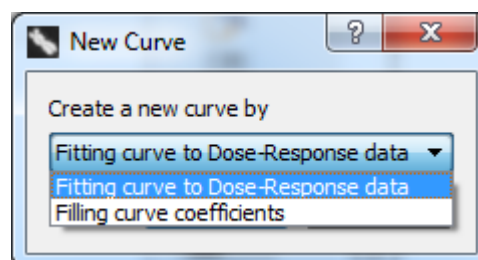 New Curve
?
Create a new curve by
Fitting curve to Dose-Response data
Fitting curve to Dose-Response data
Filling curve coefficients